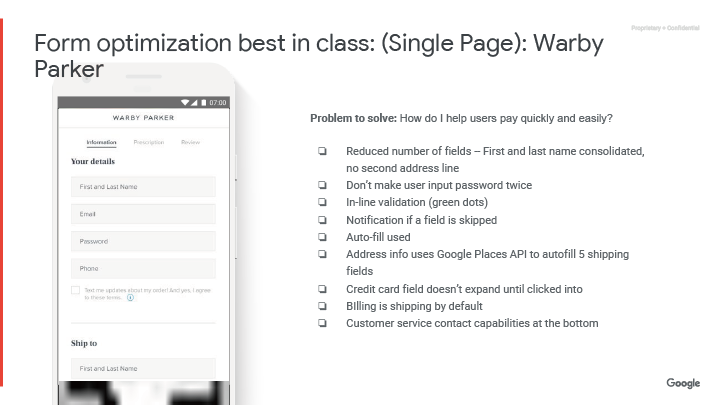 Proprietary + Confidential
Form optimization best in class: (Single Page): Warby
Parker
07:00
WARBY PARKER
Information Prescription Review
Your details
First and Last Name
Email
Password
Phone
Text me updates about my order! And yes, I agree
to these terms.
Ship to
First and Last Name
Problem to solve: How do I help users pay quickly and easily?
Reduced number of fields – First and last name consolidated,
no second address line
Don't make user input password twice
In-line validation (green dots)
Notification if a field is skipped
Auto-fill used
Address info uses Google Places API to autofill 5 shipping
fields
Credit card field doesn't expand until clicked into
BIlling is shipping by default
Customer service contact capabilities at the bottom
Google